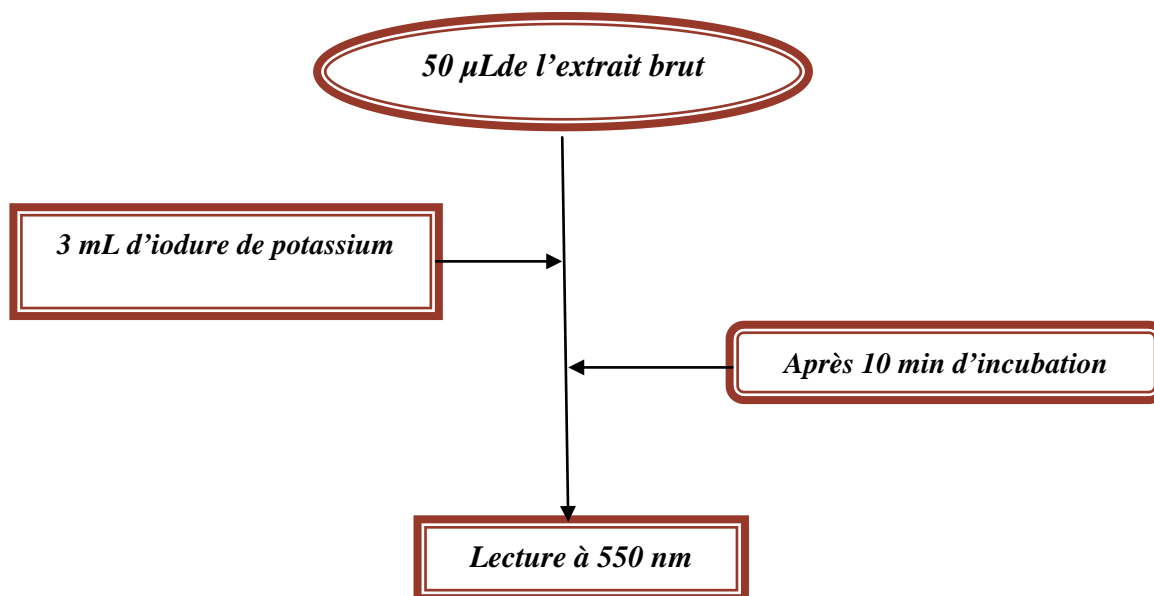 50 µLde l’extrait brut
3 mL d’iodure de potassium
Après 10 min d’incubation
Lecture à 550 nm